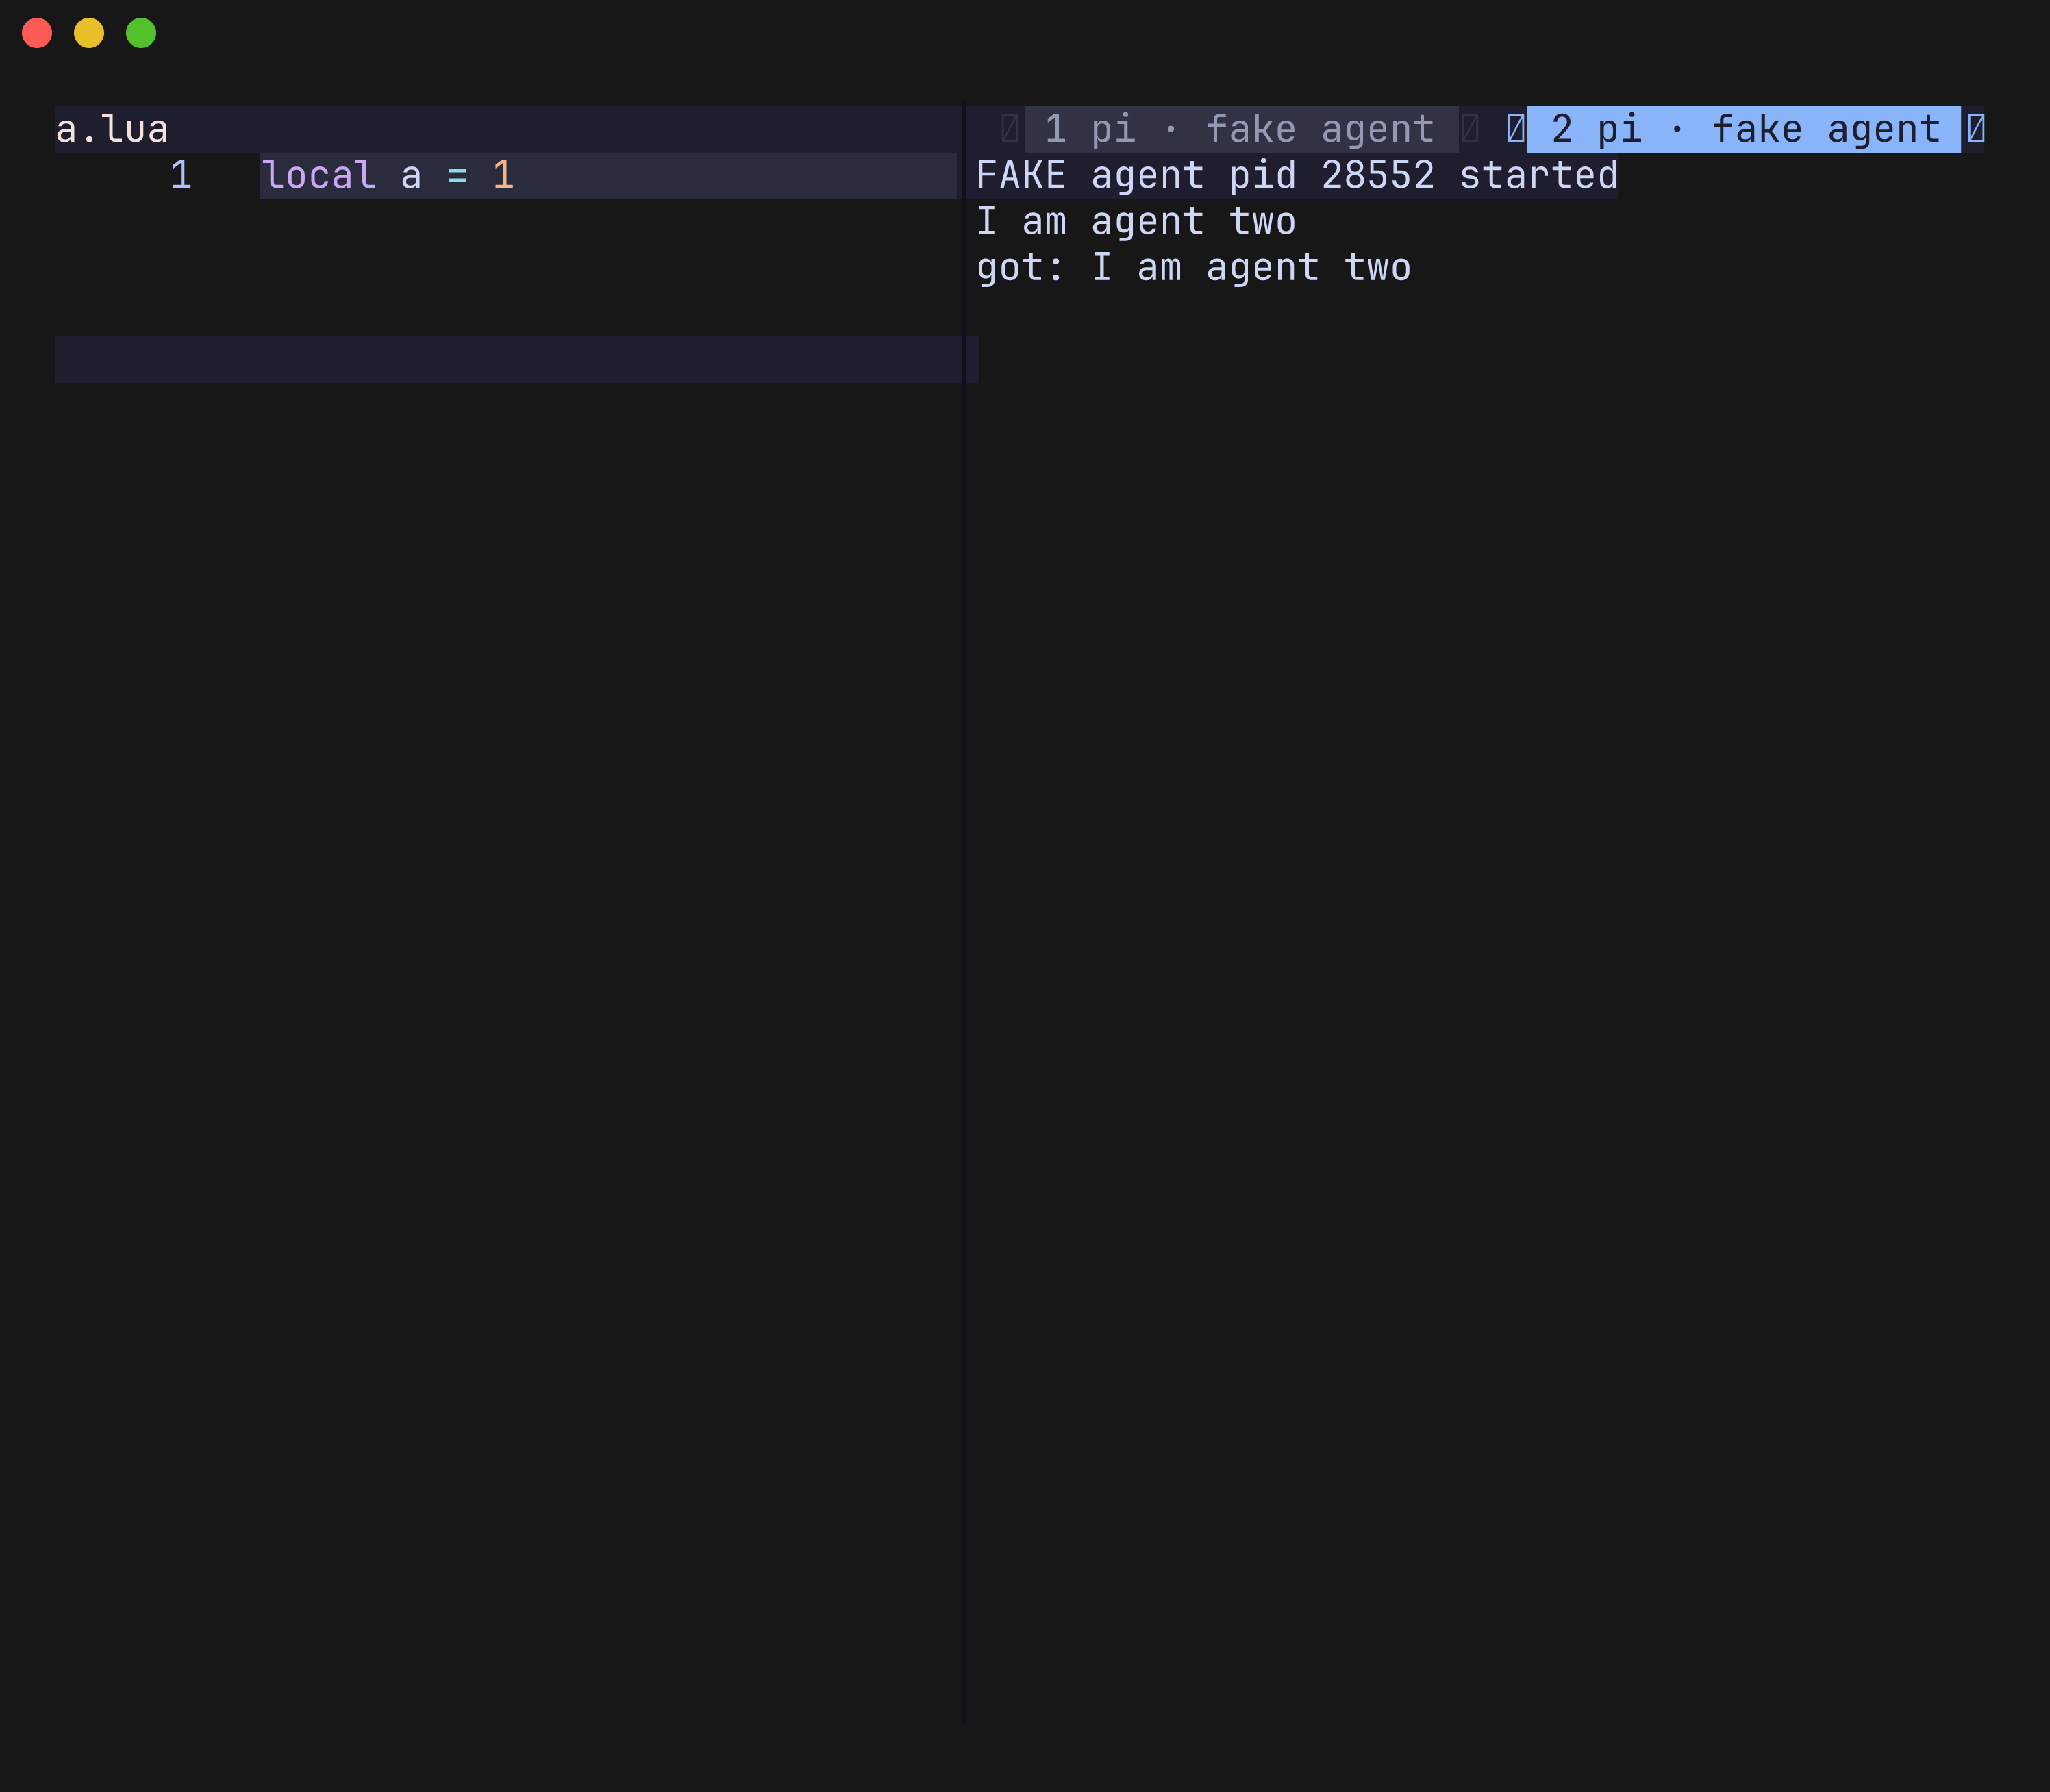 a.lua
1 local a = 1
1 pi · fake agent 2 pi · fake agent
FAKE agent pid 28552 started
I am agent two
got: I am agent two